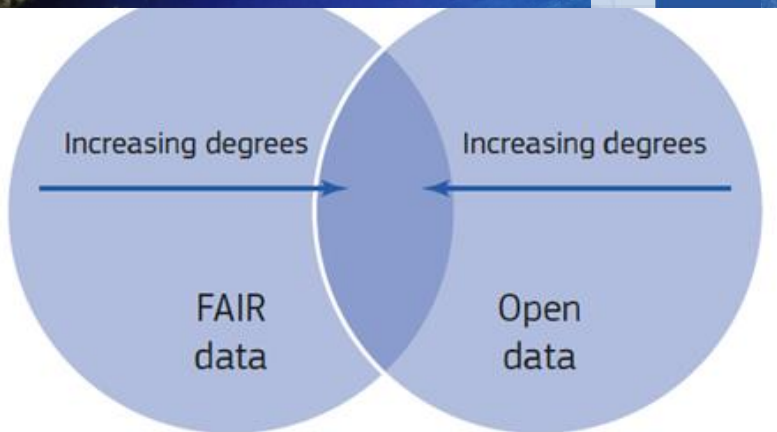 Increasing degrees
Increasing degrees
FAIR
data
Open
data